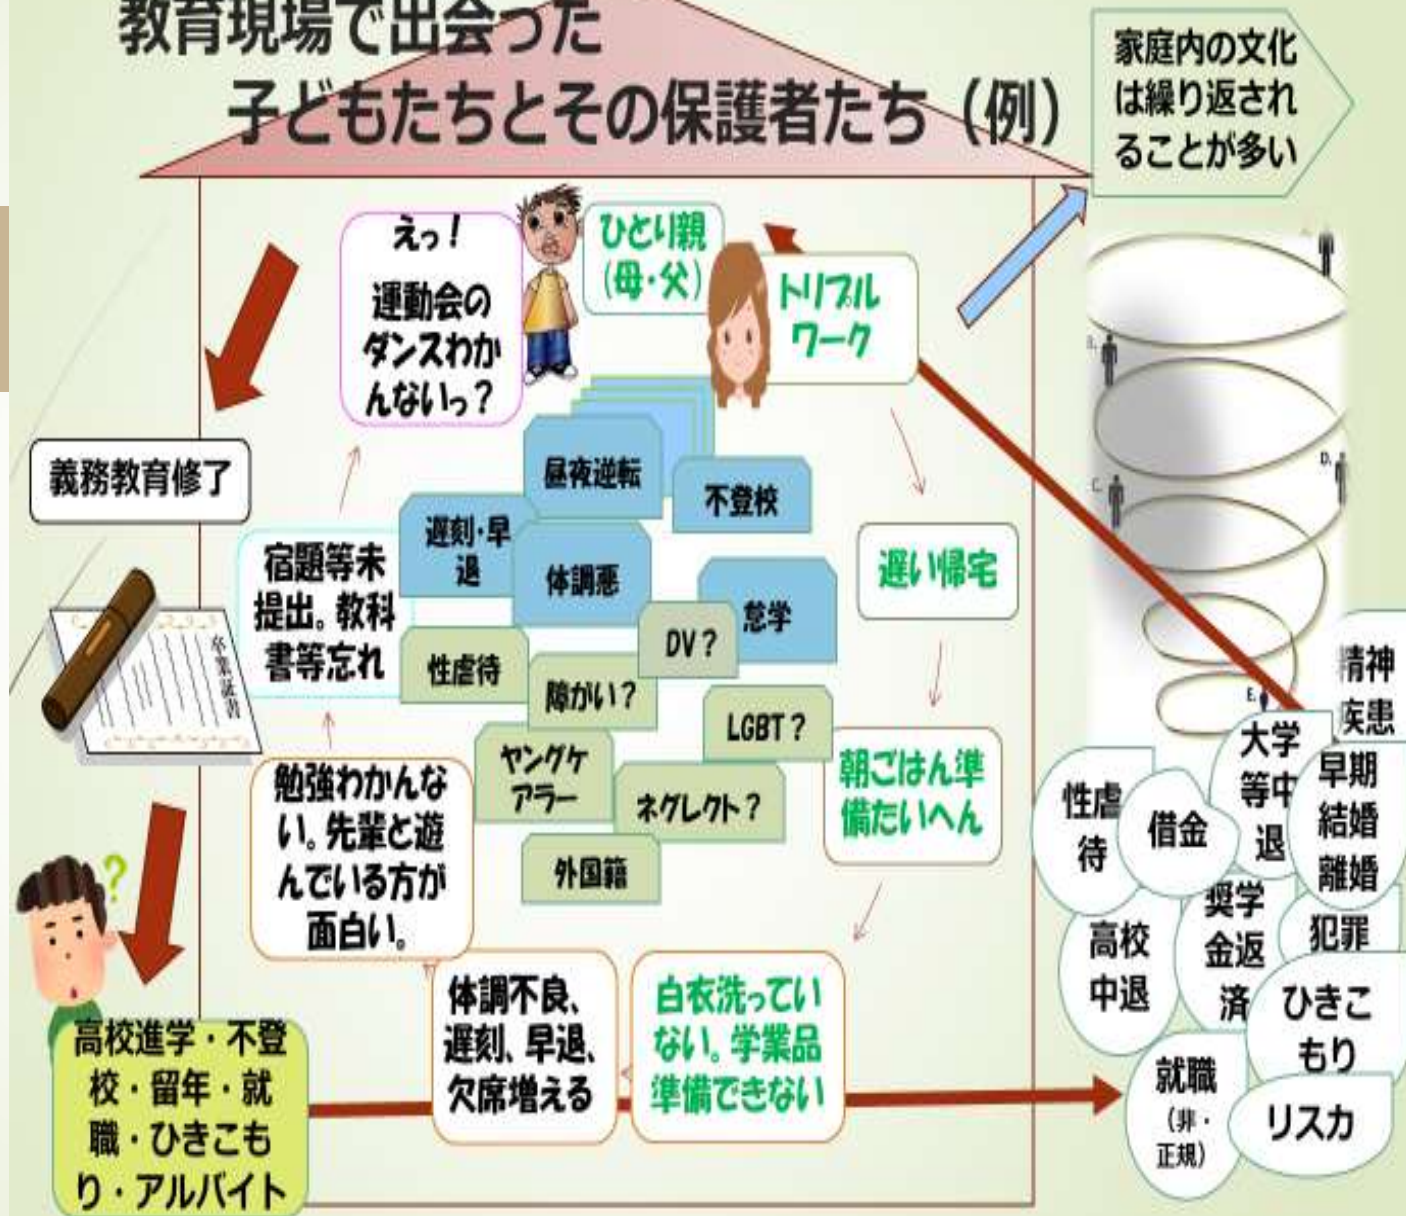 教育現場で出会った
子どもたちとその保護者たち（例）
家庭内の文化
は繰り返され
ることが多い
えっ！
運動会の
ダンスわか
んないっ？
ひとり親
（母・父）
トリプル
ワーク
義務教育修了
昼夜逆転
不登校
遅刻・早
退
体調悪
怠学
遅い帰宅
宿題等未
提出。教科
書等忘れ
卒業証書
性虐待
障がい？
DV？
LGBT？
ヤングケ
アラー
ネグレクト？
外国籍
朝ごはん準
備たいへん
勉強わかんな
い。先輩と遊
んでいる方が
面白い。
体調不良、
遅刻、早退、
欠席増える
白衣洗ってい
ない。学業品
準備できない
?
高校進学・不登
校・留年・就
職・ひきこも
り・アルバイト
B.
D.
C.
E.
精神
疾患
大学
等中
退
早期
結婚
離婚
性虐
待
借金
高校
中退
奨学
金返
済
犯罪
ひきこ
もり
就職
（非・
正規）
リスカ